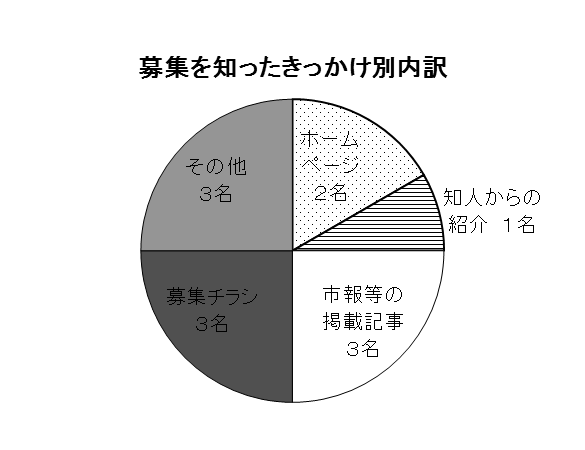 募集を知ったきっかけ別内訳
ホーム
ページ
２名
知人からの
紹介　１名
市報等の
掲載記事
３名
募集チラシ
３名
その他
３名